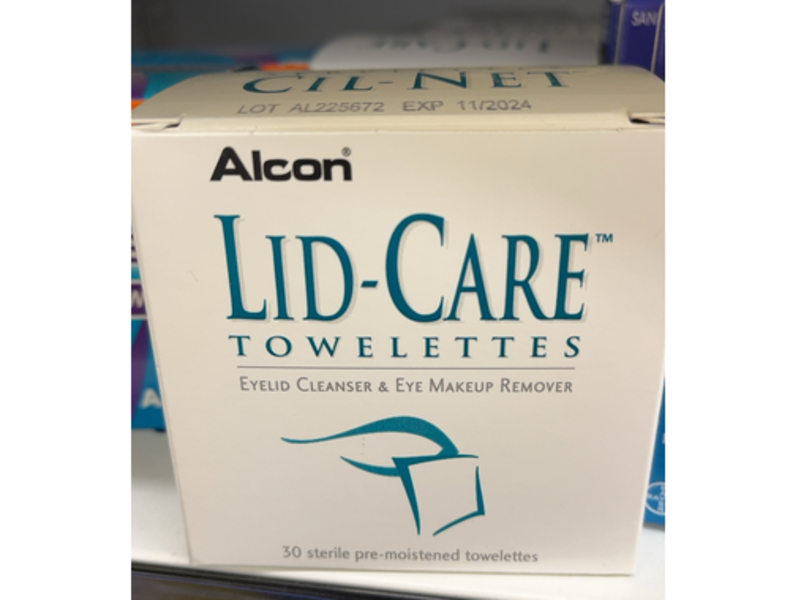 SANI
CIL-NET
LOT AL225672 EXP 11/2024
Alcon®
LID-CARE™
TOWELETTES
EYELID CLEANSER & EYE MAKEUP REMOVER
30 sterile pre-moistened towelettes